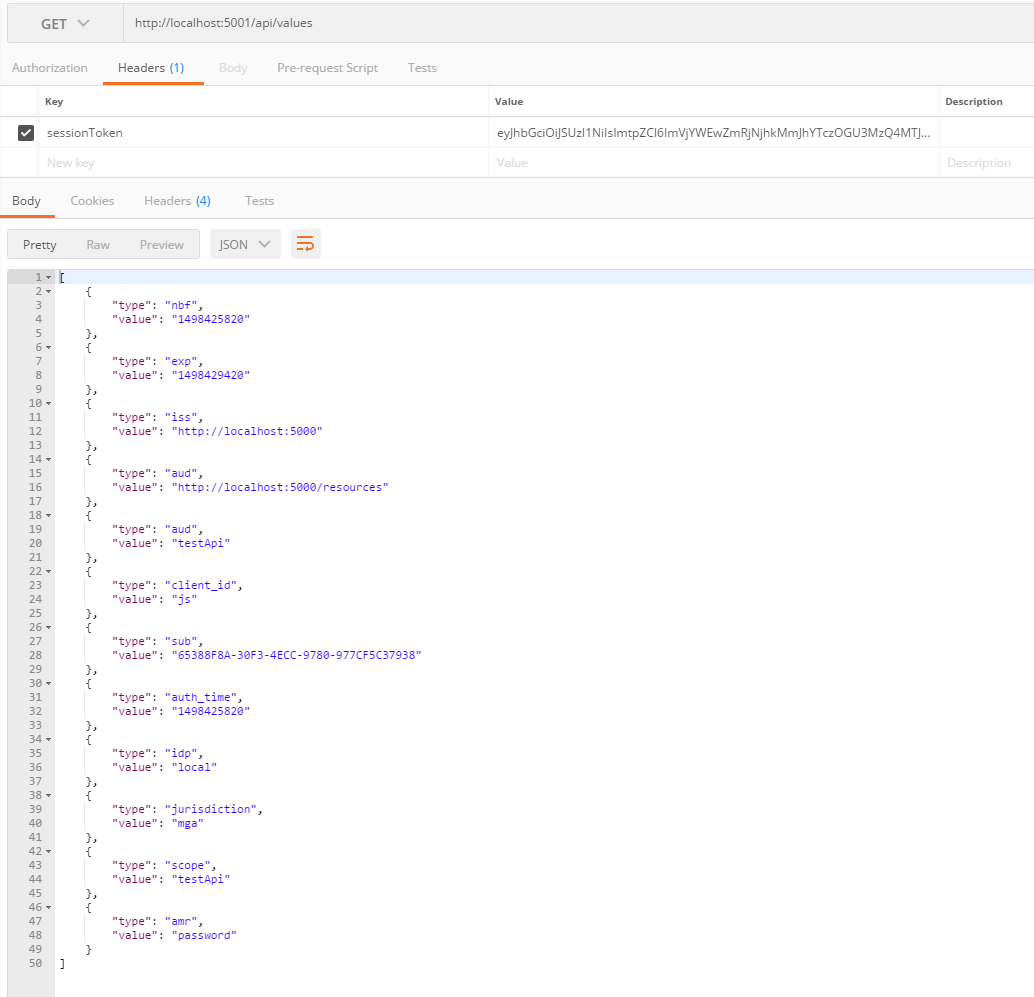 GET http://localhost:5001/api/values
Authorization Headers (1) Body Pre-request Script Tests
Key Value Description
sessionToken eyJhbGciOiJSUzI1NiIsImtpZCI6ImVjYWEwZmRjNjhkMmJhYTczOGU3MzQ4MTJ...
New key Value Description
Body Cookies Headers (4) Tests
Pretty Raw Preview JSON
1 [
2 {
3 "type": "nbf",
4 "value": "1498425820"
5 },
6 {
7 "type": "exp",
8 "value": "1498429420"
9 },
10 {
11 "type": "iss",
12 "value": "http://localhost:5000"
13 },
14 {
15 "type": "aud",
16 "value": "http://localhost:5000/resources"
17 },
18 {
19 "type": "aud",
20 "value": "testApi"
21 },
22 {
23 "type": "client_id",
24 "value": "js"
25 },
26 {
27 "type": "sub",
28 "value": "65388F8A-30F3-4ECC-9780-977CF5C37938"
29 },
30 {
31 "type": "auth_time",
32 "value": "1498425820"
33 },
34 {
35 "type": "idp",
36 "value": "local"
37 },
38 {
39 "type": "jurisdiction",
40 "value": "mga"
41 },
42 {
43 "type": "scope",
44 "value": "testApi"
45 },
46 {
47 "type": "amr",
48 "value": "password"
49 }
50 ]